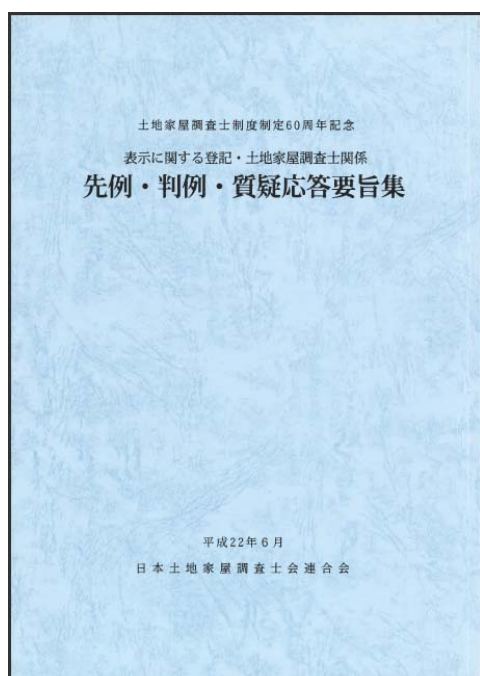 土地家屋調査士制度制定60周年記念
表示に関する登記・土地家屋調査士関係
先例・判例・質疑応答要旨集
平成22年6月
日本土地家屋調査士会連合会